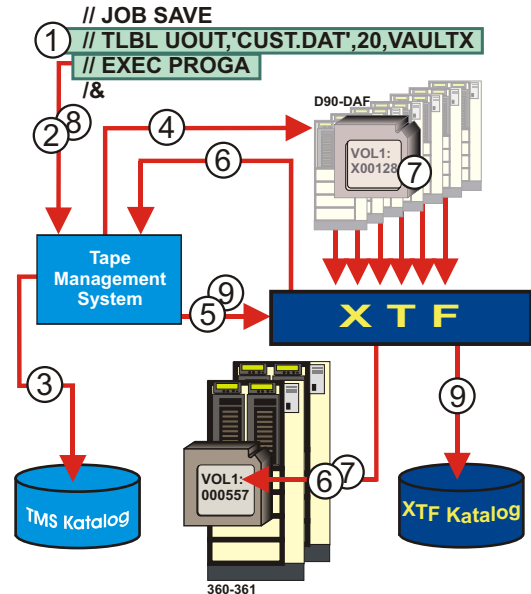 // JOB SAVE
1 // TLBL UOUT,'CUST.DAT',20,VAULTX
// EXEC PROGA
/&
D90-DAF
2 8
4
6
VOL1:
X00128
7
Tape
Management
System
5 9
X T F
3
9
VOL1:
000557
6 7
TMS Katalog
XTF Katalog
360-361